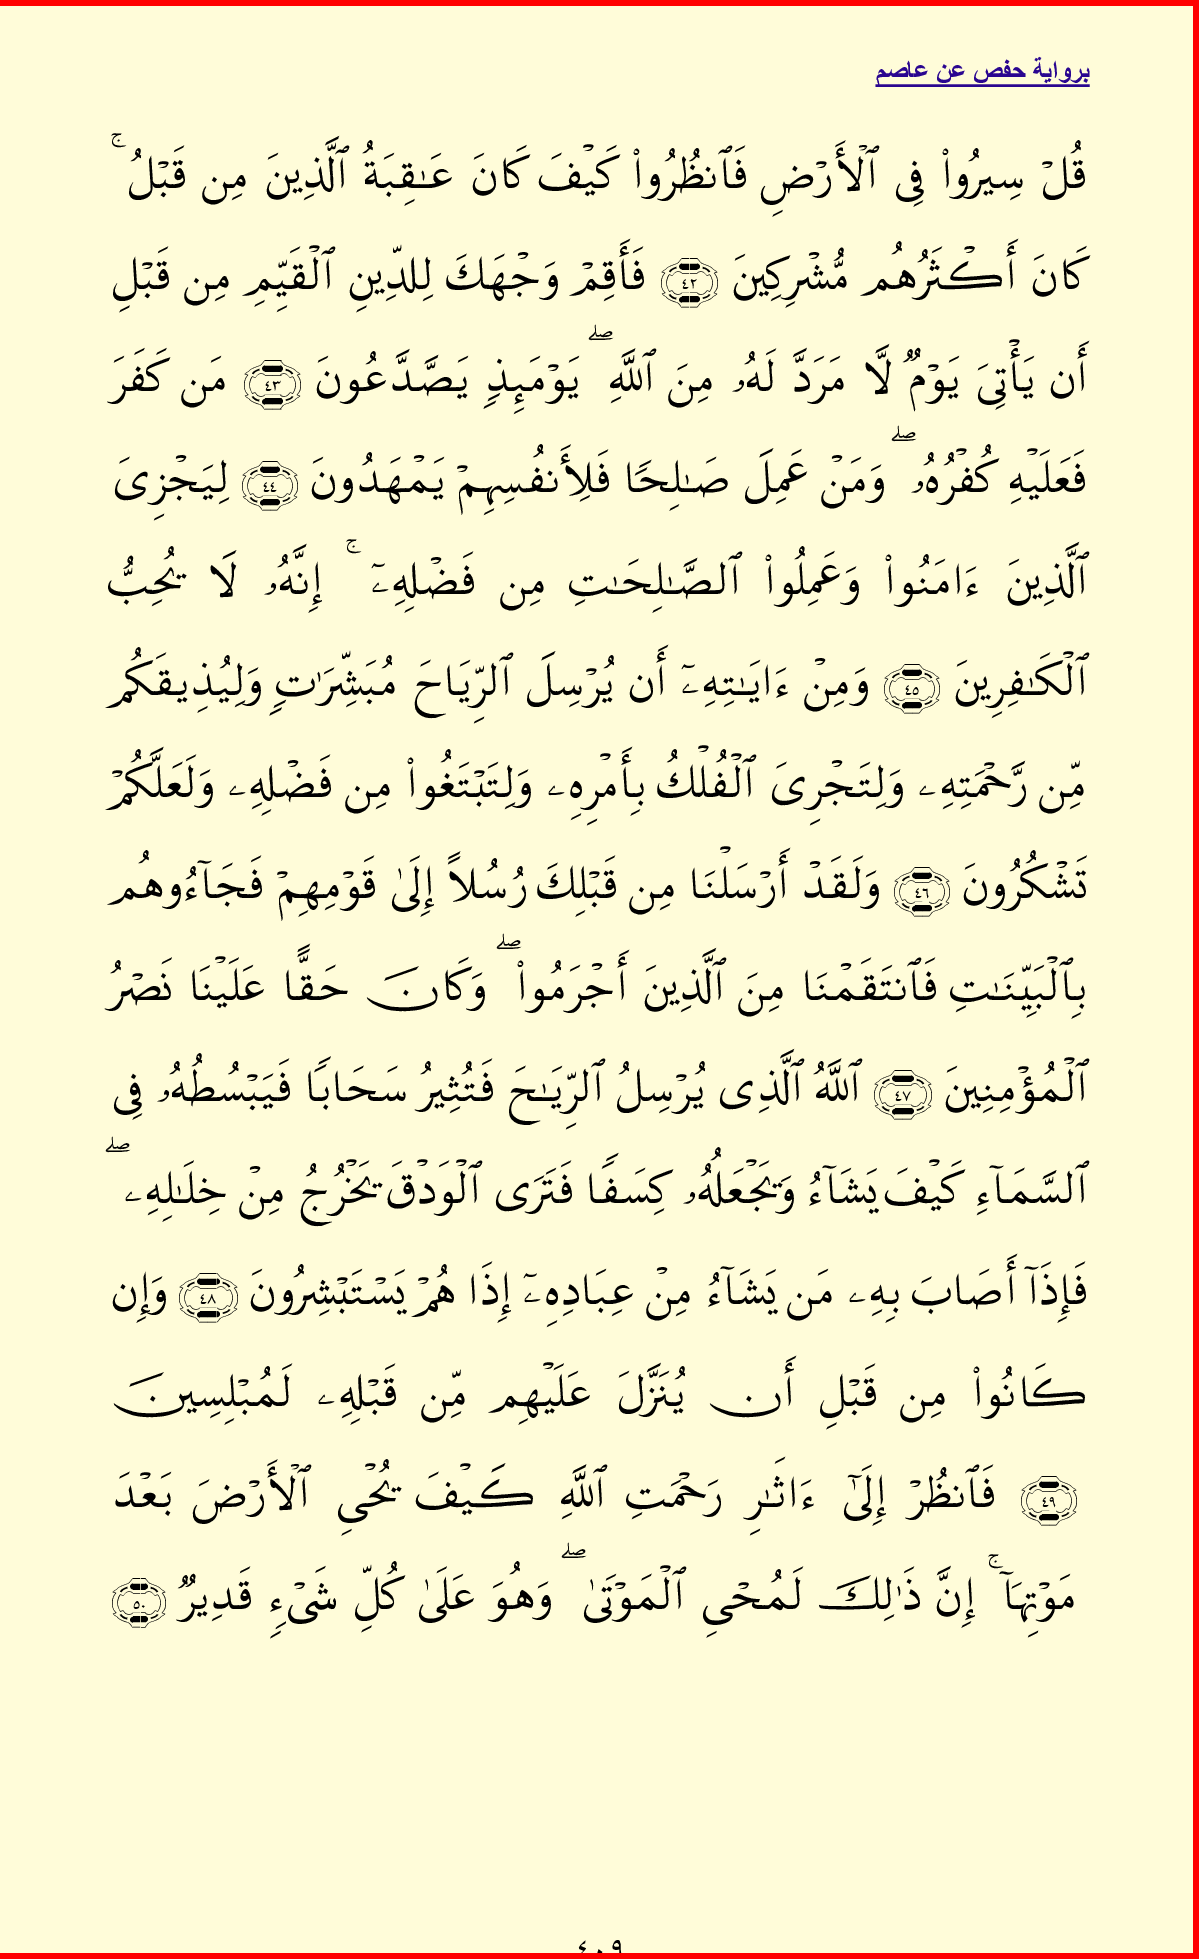 برواية حفص عن عاصم
قُلۡ سِيرُواْ فِي ٱلۡأَرۡضِ فَٱنظُرُواْ كَيۡفَ كَانَ عَٰقِبَةُ ٱلَّذِينَ مِن قَبۡلُۚ
كَانَ أَكۡثَرُهُم مُّشۡرِكِينَ ٤٢ فَأَقِمۡ وَجۡهَكَ لِلدِّينِ ٱلۡقَيِّمِ مِن قَبۡلِ
أَن يَأۡتِيَ يَوۡمٞ لَّا مَرَدَّ لَهُۥ مِنَ ٱللَّهِۖ يَوۡمَئِذٖ يَصَّدَّعُونَ ٤٣ مَن كَفَرَ
فَعَلَيۡهِ كُفۡرُهُۥۖ وَمَنۡ عَمِلَ صَٰلِحٗا فَلِأَنفُسِهِمۡ يَمۡهَدُونَ ٤٤ لِيَجۡزِيَ
ٱلَّذِينَ ءَامَنُواْ وَعَمِلُواْ ٱلصَّٰلِحَٰتِ مِن فَضۡلِهِۦٓۚ إِنَّهُۥ لَا يُحِبُّ
ٱلۡكَٰفِرِينَ ٤٥ وَمِنۡ ءَايَٰتِهِۦٓ أَن يُرۡسِلَ ٱلرِّيَاحَ مُبَشِّرَٰتٖ وَلِيُذِيقَكُم
مِّن رَّحۡمَتِهِۦ وَلِتَجۡرِيَ ٱلۡفُلۡكُ بِأَمۡرِهِۦ وَلِتَبۡتَغُواْ مِن فَضۡلِهِۦ وَلَعَلَّكُمۡ
تَشۡكُرُونَ ٤٦ وَلَقَدۡ أَرۡسَلۡنَا مِن قَبۡلِكَ رُسُلًا إِلَىٰ قَوۡمِهِمۡ فَجَآءُوهُم
بِٱلۡبَيِّنَٰتِ فَٱنتَقَمۡنَا مِنَ ٱلَّذِينَ أَجۡرَمُواْۖ وَكَانَ حَقًّا عَلَيۡنَا نَصۡرُ
ٱلۡمُؤۡمِنِينَ ٤٧ ٱللَّهُ ٱلَّذِي يُرۡسِلُ ٱلرِّيَٰحَ فَتُثِيرُ سَحَابٗا فَيَبۡسُطُهُۥ فِي
ٱلسَّمَآءِ كَيۡفَ يَشَآءُ وَيَجۡعَلُهُۥ كِسَفٗا فَتَرَى ٱلۡوَدۡقَ يَخۡرُجُ مِنۡ خِلَٰلِهِۦۖ
فَإِذَآ أَصَابَ بِهِۦ مَن يَشَآءُ مِنۡ عِبَادِهِۦٓ إِذَا هُمۡ يَسۡتَبۡشِرُونَ ٤٨ وَإِن
كَانُواْ مِن قَبۡلِ أَن يُنَزَّلَ عَلَيۡهِم مِّن قَبۡلِهِۦ لَمُبۡلِسِينَ
٤٩ فَٱنظُرۡ إِلَىٰٓ ءَاثَٰرِ رَحۡمَتِ ٱللَّهِ كَيۡفَ يُحۡيِ ٱلۡأَرۡضَ بَعۡدَ
مَوۡتِهَآۚ إِنَّ ذَٰلِكَ لَمُحۡيِ ٱلۡمَوۡتَىٰۖ وَهُوَ عَلَىٰ كُلِّ شَيۡءٖ قَدِيرٞ ٥٠
٤٠٩